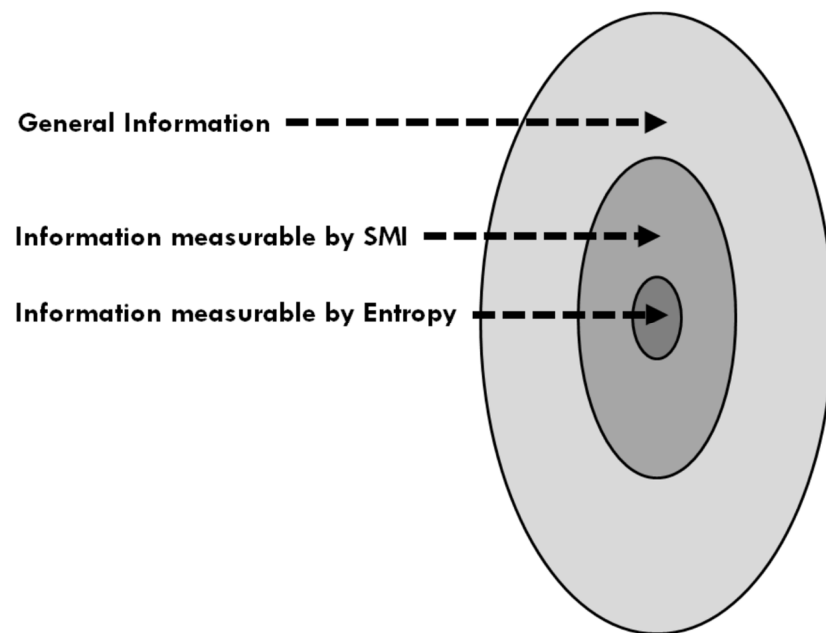 General Information
Information measurable by SMI
Information measurable by Entropy